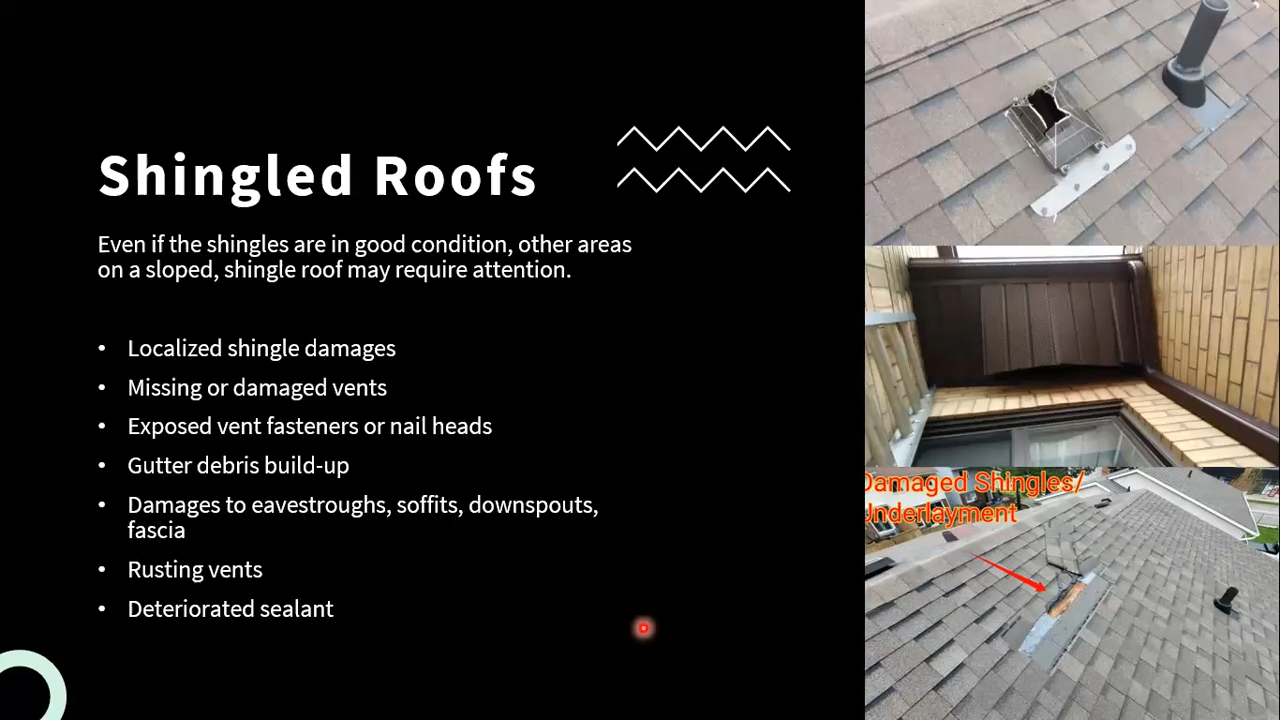 Shingled Roofs
Even if the shingles are in good condition, other areas
on a sloped, shingle roof may require attention.
• Localized shingle damages
• Missing or damaged vents
• Exposed vent fasteners or nail heads
• Gutter debris build-up
• Damages to eavestroughs, soffits, downspouts,
fascia
• Rusting vents
• Deteriorated sealant
Damaged Shingles/
Underlayment